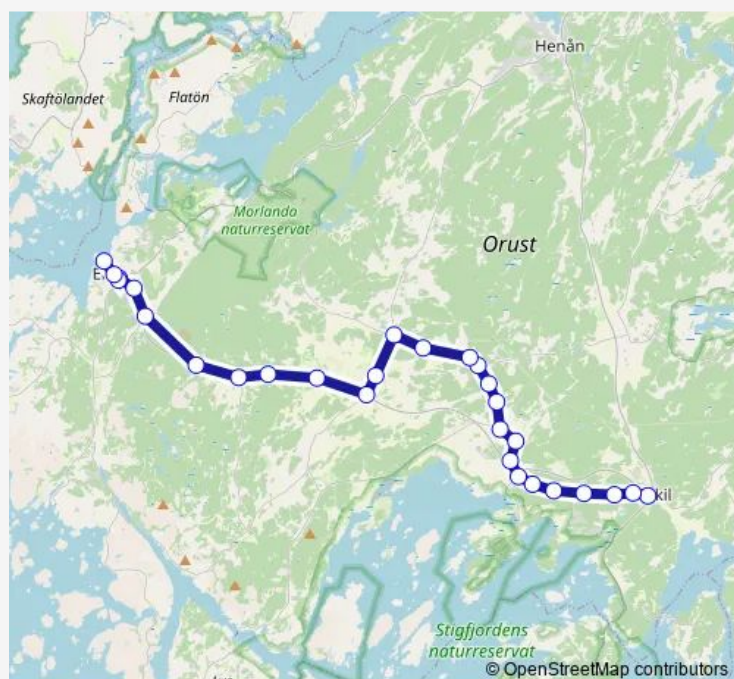 Henån
Skaftölandet
Flatön
Morlanda
naturreservat
Orust
Stigfjordens
naturreservat
© OpenStreetMap contributors